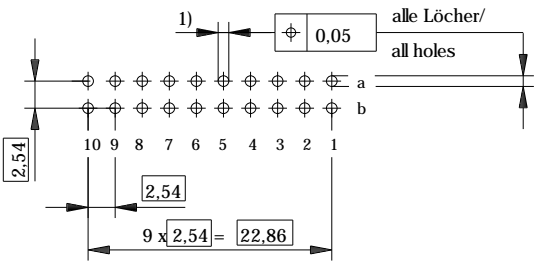 1)
0,05
alle Löcher/
all holes
a
b
10 9 8 7 6 5 4 3 2 1
2,54
2,54
9 x 2,54 = 22,86